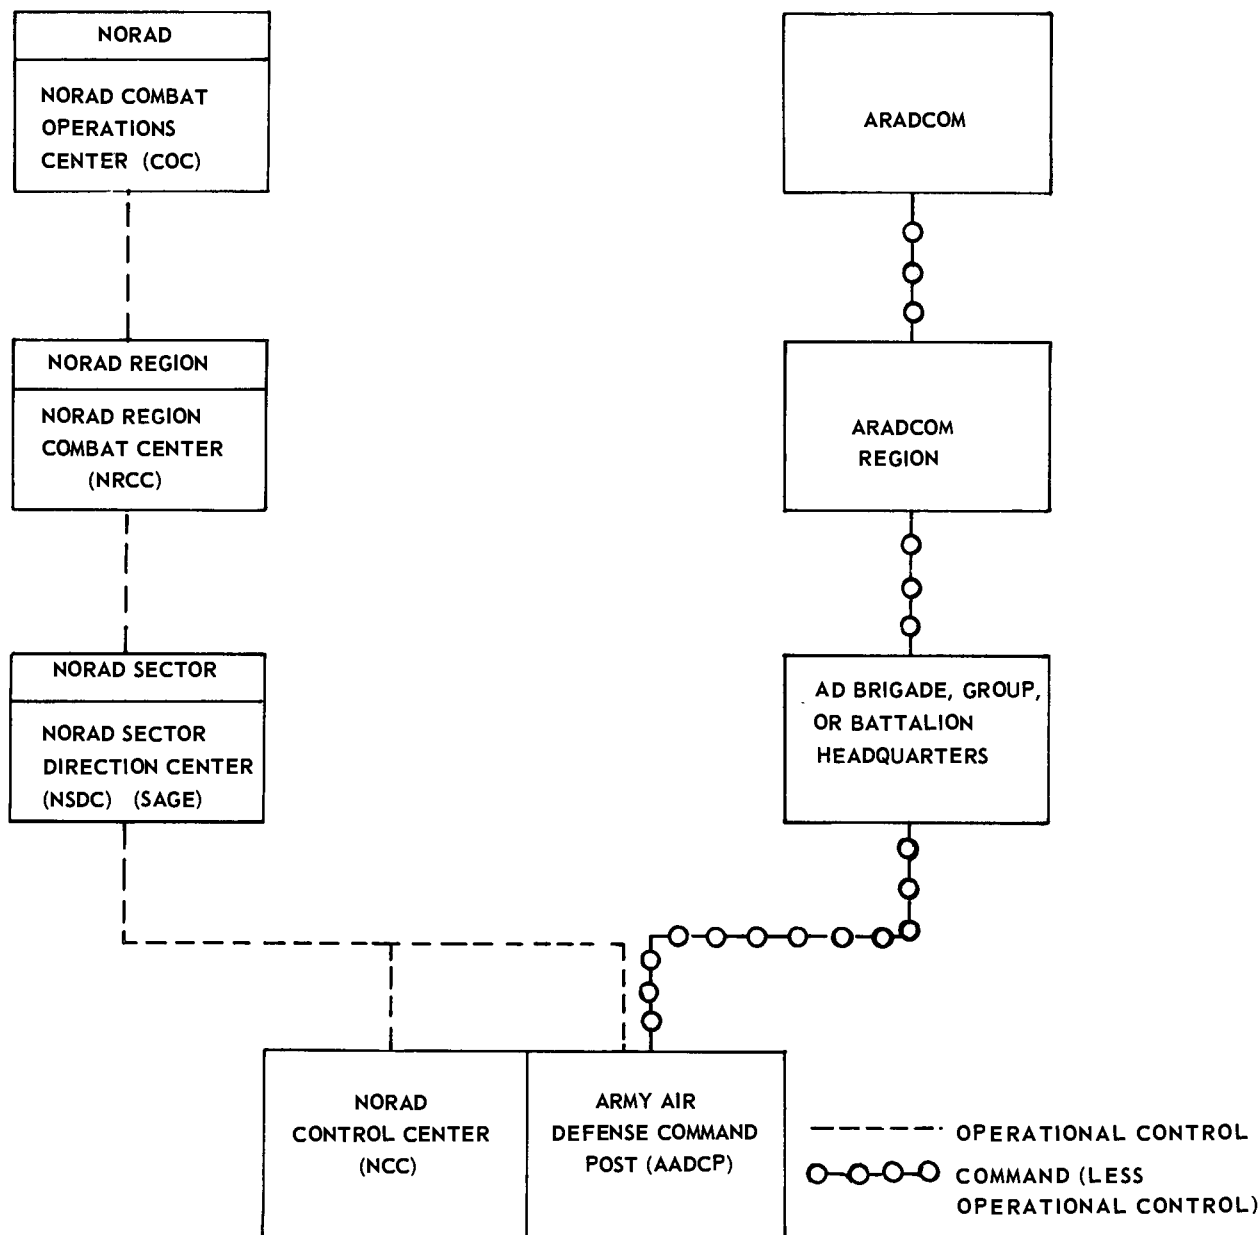 NORAD
NORAD COMBAT
OPERATIONS
CENTER (COC)
ARADCOM
NORAD REGION
NORAD REGION
COMBAT CENTER
(NRCC)
ARADCOM
REGION
NORAD SECTOR
NORAD SECTOR
DIRECTION CENTER
(NSDC) (SAGE)
AD BRIGADE, GROUP,
OR BATTALION
HEADQUARTERS
NORAD
CONTROL CENTER
(NCC)
ARMY AIR
DEFENSE COMMAND
POST (AADCP)
OPERATIONAL CONTROL
COMMAND (LESS
OPERATIONAL CONTROL)